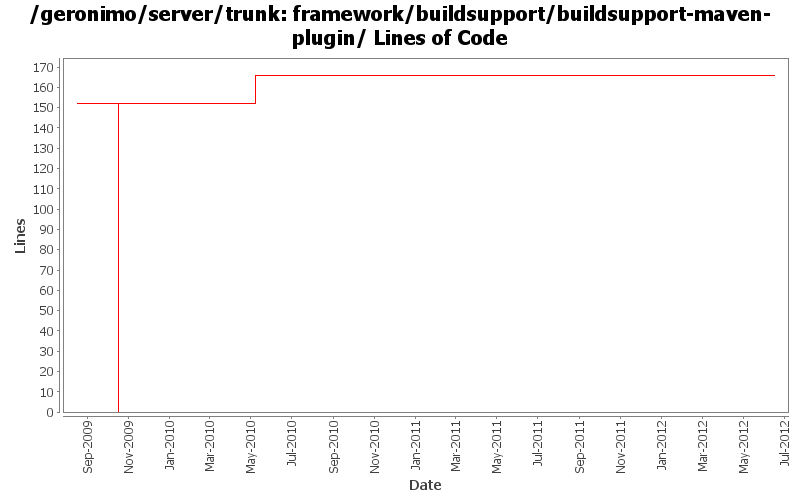 /geronimo/server/trunk: framework/buildsupport/buildsupport-maven-
plugin/ Lines of Code
170
160
150
140
130
120
110
100
90
80
70
60
50
40
30
20
10
0
Lines
Sep-2009
Nov-2009
Jan-2010
Mar-2010
May-2010
Jul-2010
Sep-2010
Nov-2010
Jan-2011
Mar-2011
May-2011
Jul-2011
Sep-2011
Nov-2011
Jan-2012
Mar-2012
May-2012
Jul-2012
Date